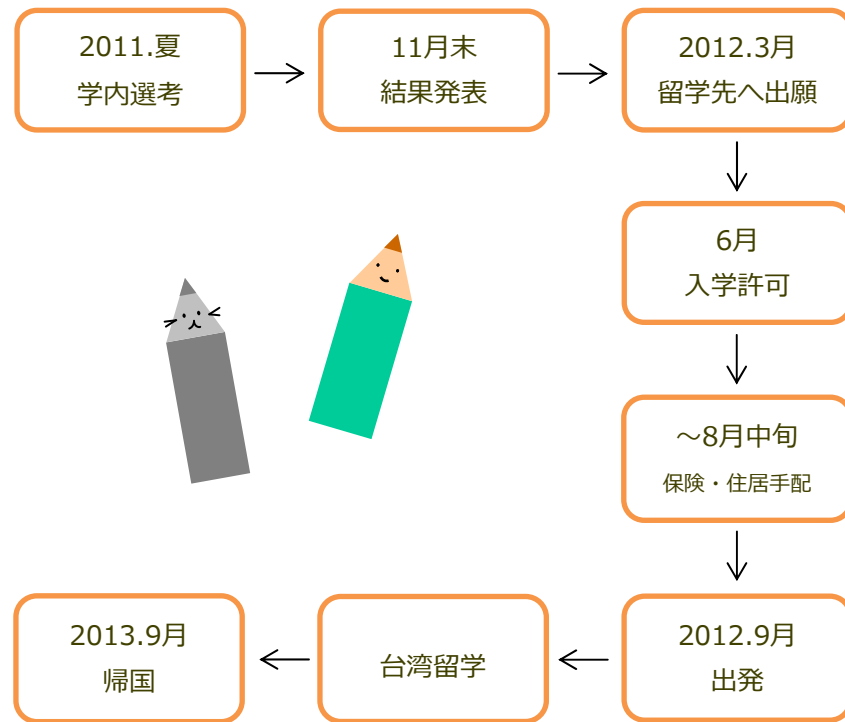 2011.夏
学内選考
11月末
結果発表
2012.3月
留学先へ出願
6月
入学許可
～8月中旬
保険・住居手配
2012.9月
出発
台湾留学
2013.9月
帰国